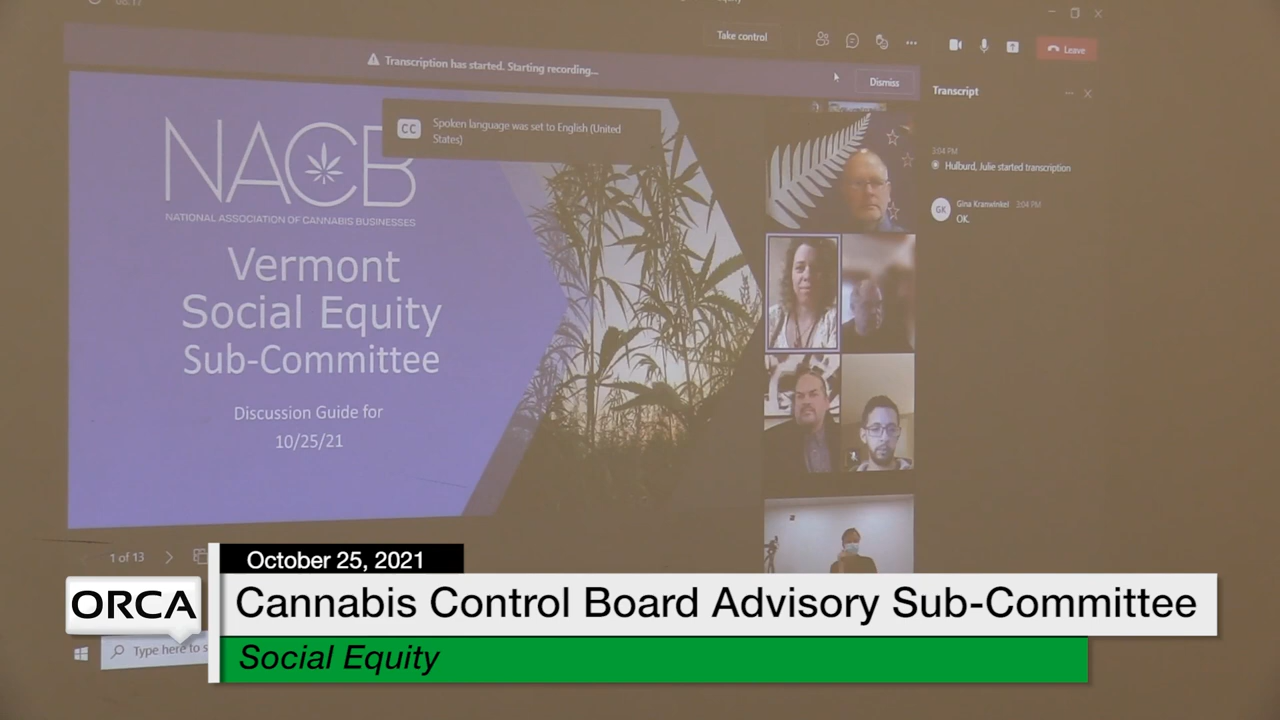 Take control
Leave
Transcription has started. Starting recording...
Dismiss
Transcript
CC
Spoken language was set to English (United
States)
3:04 PM
Hulburd, Julie started transcription
GK
Gina Kranwinkel 3:04 PM
OK.
NACB
NATIONAL ASSOCIATION OF CANNABIS BUSINESSES
Vermont
Social Equity
Sub-Committee
Discussion Guide for
10/25/21
1 of 13
October 25, 2021
ORCA
Cannabis Control Board Advisory Sub-Committee
Type here to s
Social Equity